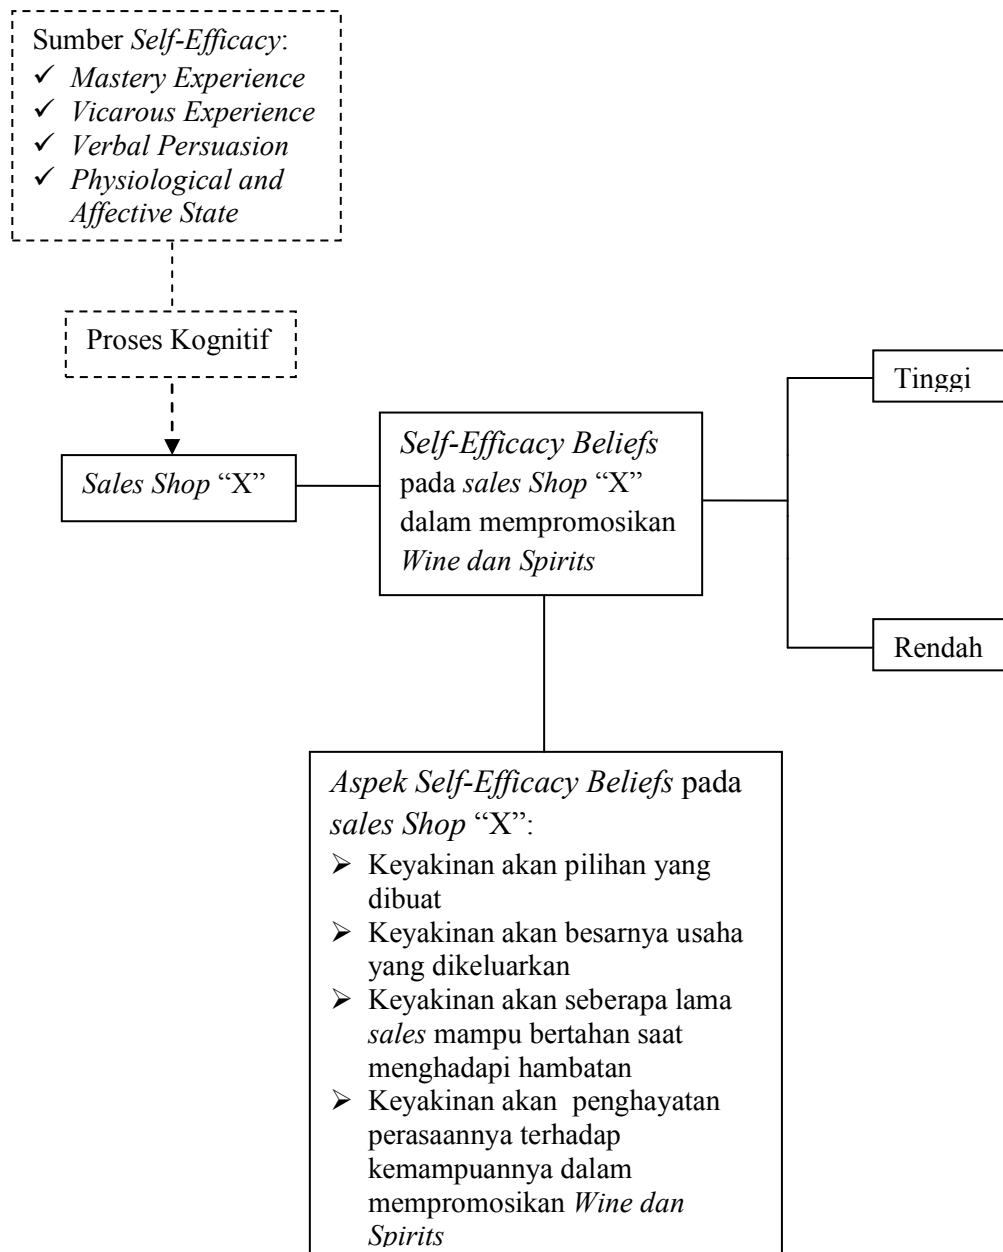 Sumber Self-Efficacy:
✓ Mastery Experience
✓ Vicarous Experience
✓ Verbal Persuasion
✓ Physiological and
Affective State
Proses Kognitif
Sales Shop “X”
Self-Efficacy Beliefs
pada sales Shop “X”
dalam mempromosikan
Wine dan Spirits
Tinggi
Rendah
Aspek Self-Efficacy Beliefs pada
sales Shop “X”:
➢ Keyakinan akan pilihan yang
dibuat
➢ Keyakinan akan besarnya usaha
yang dikeluarkan
➢ Keyakinan akan seberapa lama
sales mampu bertahan saat
menghadapi hambatan
➢ Keyakinan akan penghayatan
perasaannya terhadap
kemampuannya dalam
mempromosikan Wine dan
Spirits